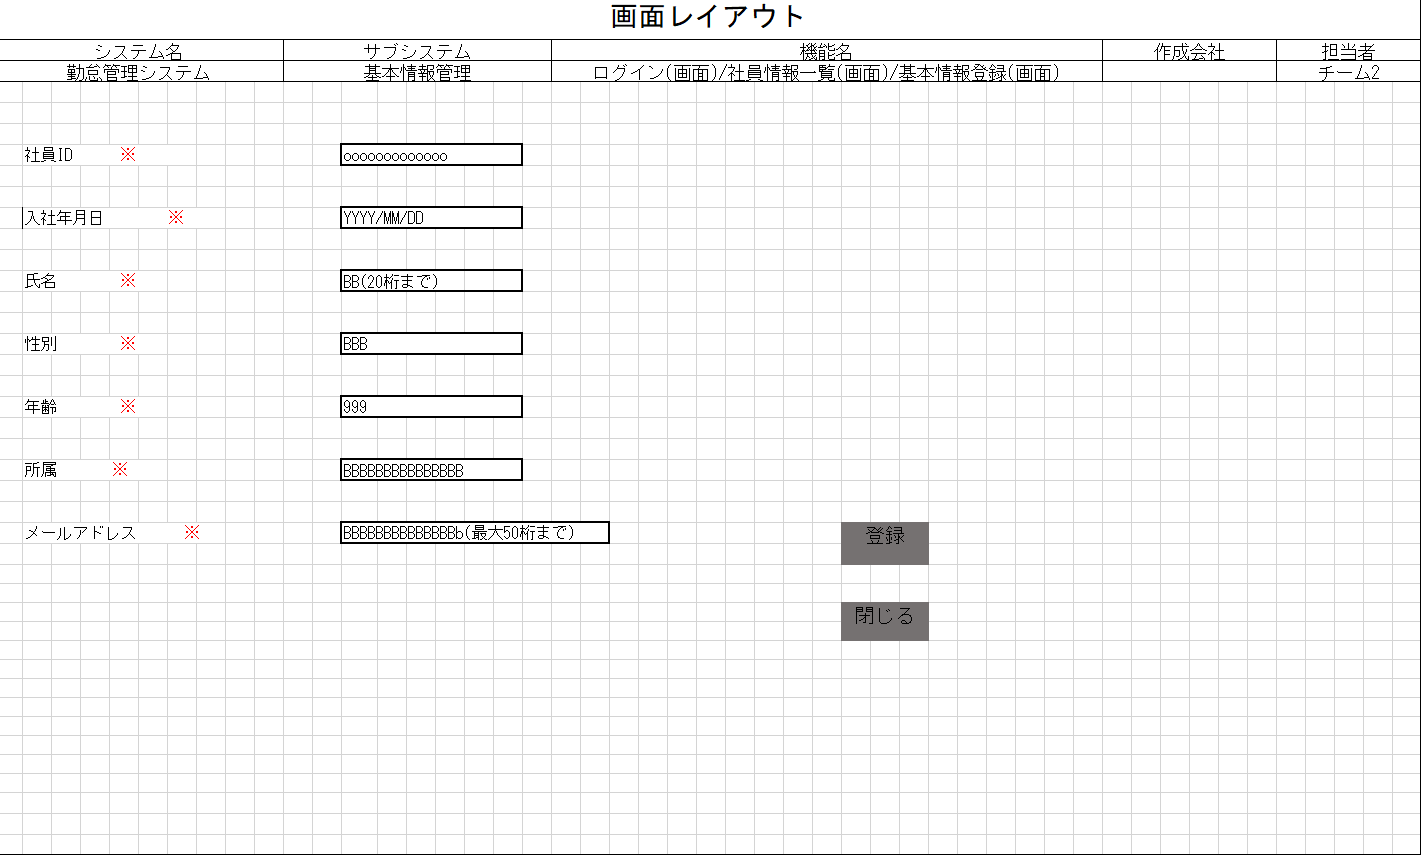 画面レイアウト
システム名 サブシステム 機能名 作成会社 担当者
勤怠管理システム 基本情報管理 ログイン(画面)/社員情報一覧(画面)/基本情報登録(画面) チーム2
社員ID ※ ooooooooooooo
入社年月日 ※ YYYY/MM/DD
氏名 ※ BB(20桁まで)
性別 ※ BBB
年齢 ※ 999
所属 ※ BBBBBBBBBBBBBBB
メールアドレス ※ BBBBBBBBBBBBBBb(最大50桁まで) 登録
閉じる